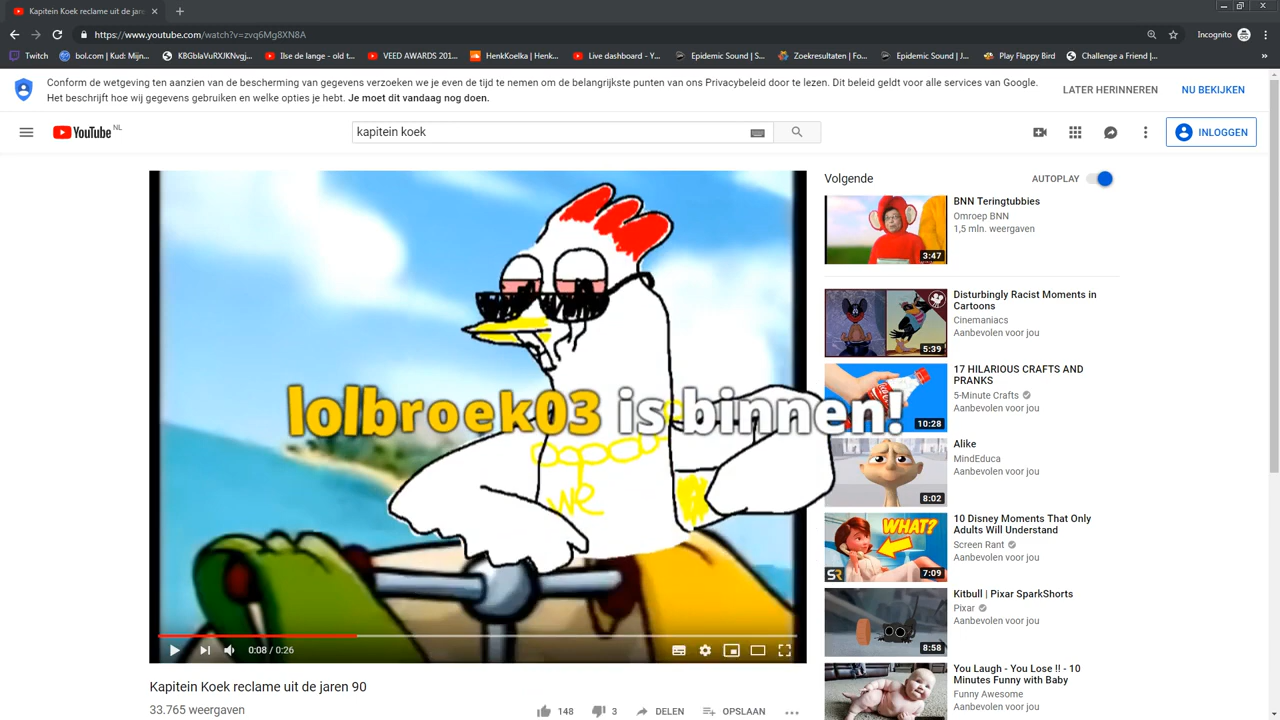 Kapitein Koek reclame uit de jare
https://www.youtube.com/watch?v=zvq6Mg8XN8A
Incognito
Twitch
bol.com | Kud: Mijn...
KBGbIaVuRX/KNvgj...
Ilse de lange - old t...
VEED AWARDS 201...
HenkKoelka | Henk...
Live dashboard - Yo...
Epidemic Sound | S...
Zoekresultaten | Fo...
Epidemic Sound | J...
Play Flappy Bird
Challenge a Friend |...
Conform de wetgeving ten aanzien van de bescherming van gegevens verzoeken we je even de tijd te nemen om de belangrijkste punten van ons Privacybeleid door te lezen. Dit beleid geldt voor alle services van Google.
Het beschrijft hoe wij gegevens gebruiken en welke opties je hebt. Je moet dit vandaag nog doen.
LATER HERINNEREN
NU BEKIJKEN
YouTube NL
kapitein koek
INLOGGEN
lolbroek03 is binnen!
we
0:08 / 0:26
Kapitein Koek reclame uit de jaren 90
33.765 weergaven
148
3
DELEN
OPSLAAN
Volgende
AUTOPLAY
BNN Teringtubbies
Omroep BNN
1,5 mln. weergaven
3:47
Disturbingly Racist Moments in
Cartoons
Cinemaniacs
Aanbevolen voor jou
5:39
17 HILARIOUS CRAFTS AND
PRANKS
5-Minute Crafts
Aanbevolen voor jou
10:28
Alike
MindEduca
Aanbevolen voor jou
8:02
10 Disney Moments That Only
Adults Will Understand
Screen Rant
Aanbevolen voor jou
WHAT?
SR
7:09
Kitbull | Pixar SparkShorts
Pixar
Aanbevolen voor jou
8:58
You Laugh - You Lose !! - 10
Minutes Funny with Baby
Funny Awesome
Aanbevolen voor jou